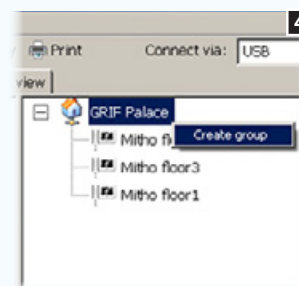 4
Print Connect via: USB
view
GRIF Palace
Mitho fl
Create group
Mitho floor3
Mitho floor1